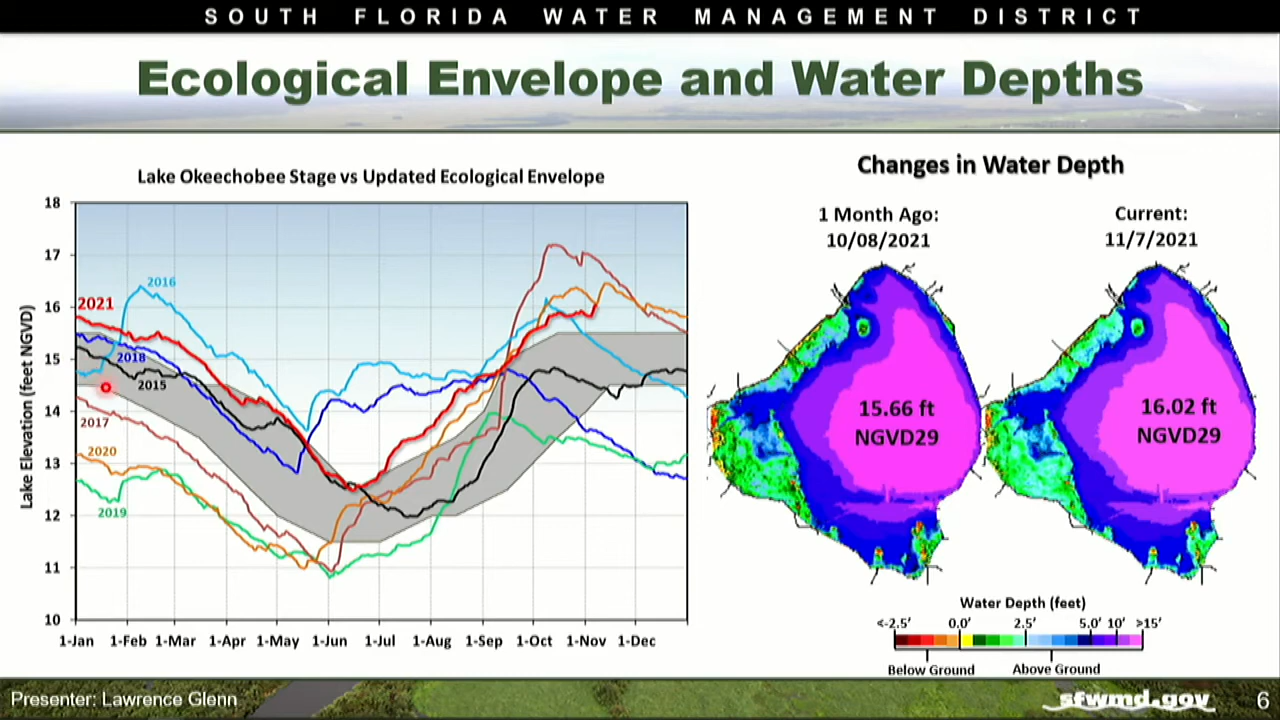 SOUTH FLORIDA WATER MANAGEMENT DISTRICT
Ecological Envelope and Water Depths
Lake Okeechobee Stage vs Updated Ecological Envelope
Lake Elevation (feet NGVD)
18
17
16
15
14
13
12
11
10
1-Jan 1-Feb 1-Mar 1-Apr 1-May 1-Jun 1-Jul 1-Aug 1-Sep 1-Oct 1-Nov 1-Dec
2016
2021
2018
2015
2017
2020
2019
Changes in Water Depth
1 Month Ago:
10/08/2021
Current:
11/7/2021
15.66 ft
NGVD29
16.02 ft
NGVD29
Water Depth (feet)
<-2.5' 0.0' 2.5' 5.0' 10' >15'
Below Ground Above Ground
Presenter: Lawrence Glenn
sfwmd.gov
6